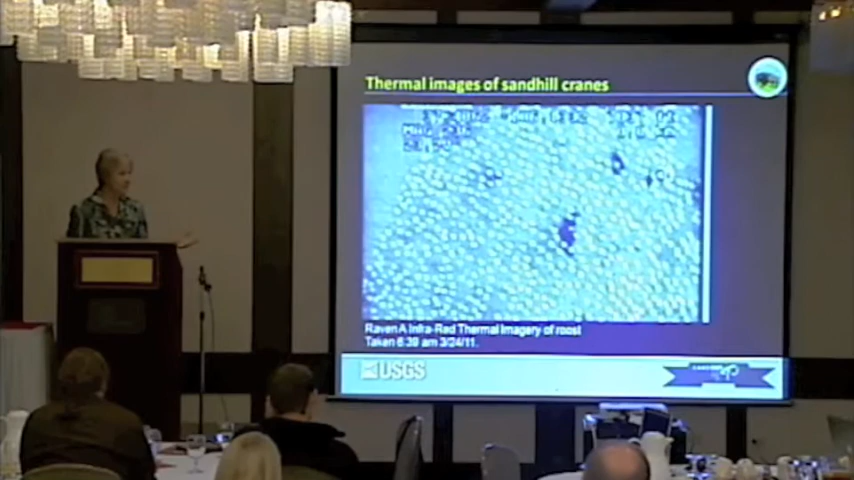 Thermal images of sandhill cranes
Raven A Infra-Red Thermal Imagery of roost
Taken 6:39 am 3/24/11.
USGS